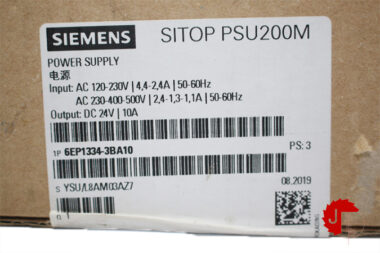 SIEMENS SITOP PSU200M
POWER SUPPLY
电源
Input: AC 120-230V | 4,4-2,4A | 50-60Hz
AC 230-400-500V | 2,4-1,3-1,1A | 50-60Hz
Output: DC 24V | 10A
1P 6EP1334-3BA10 PS: 3
S YSU/L8AM03AZ7
08.2019
J